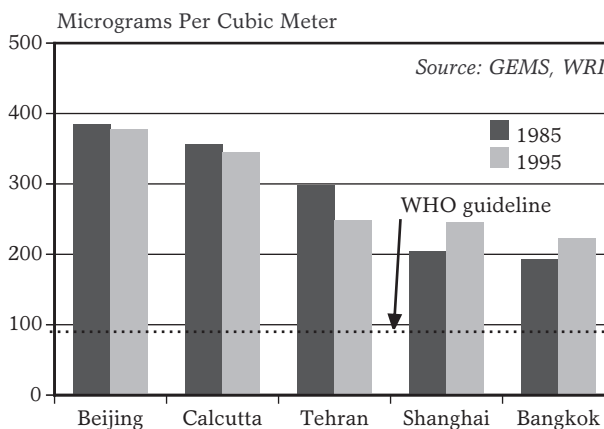 Micrograms Per Cubic Meter
500
Source: GEMS, WRI
400
1985
1995
300
WHO guideline
200
100
0
Beijing Calcutta Tehran Shanghai Bangkok